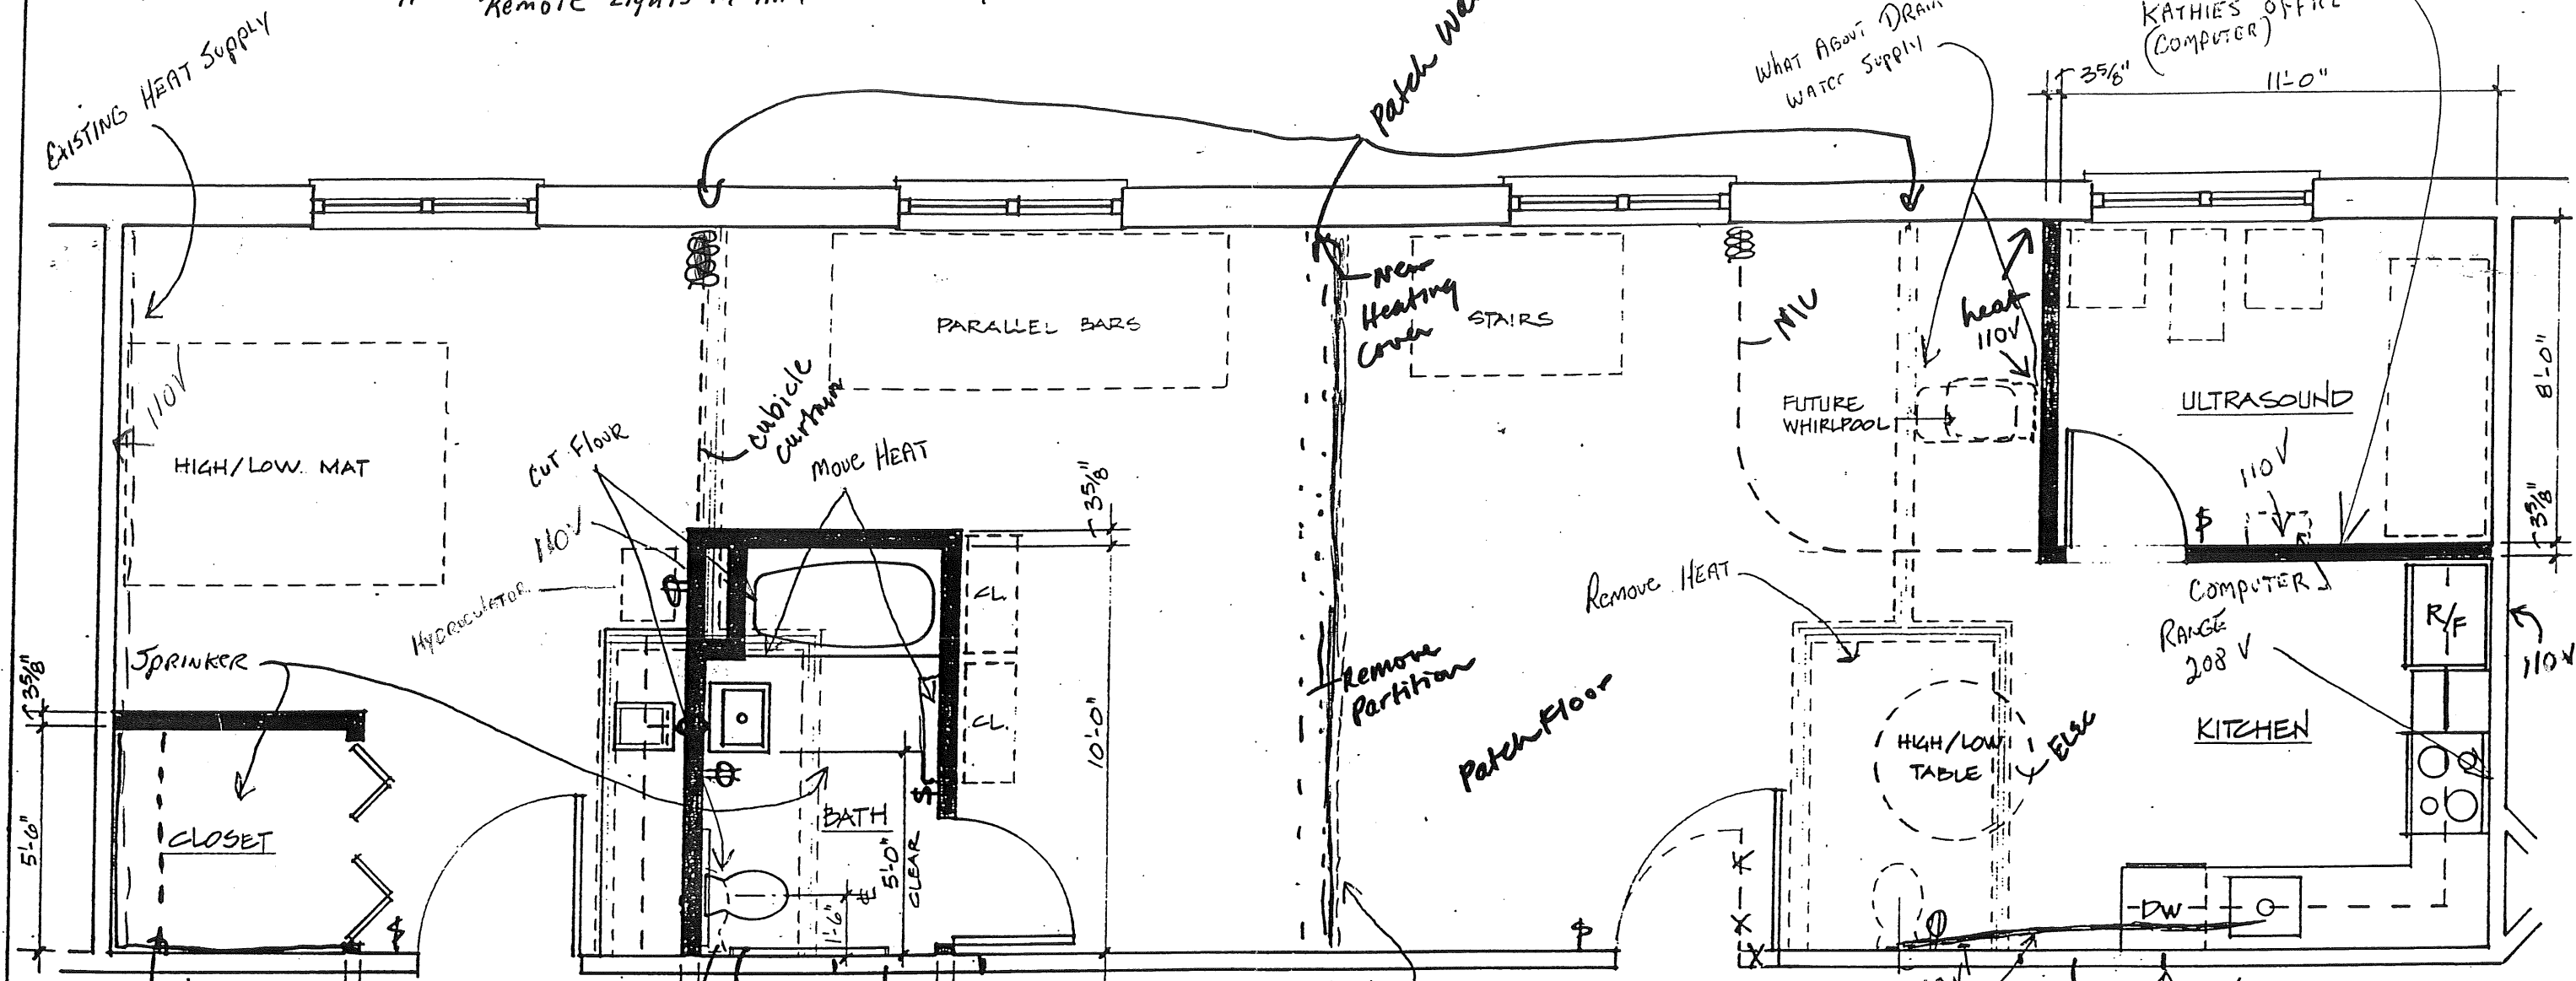 Remote Lights
Patch
KATHIES OFFICE
(COMPUTER)
EXISTING HEAT Supply
WHAT ABOUT DRAIN
WATER Supply
3 5/8"
11'-0"
New
Heating
Cover
PARALLEL BARS
STAIRS
NIU
heat
110V
8'-0"
110V
cubicle
curtain
FUTURE
WHIRLPOOL
ULTRASOUND
HIGH/LOW MAT
CUT FLOUR
MOVE HEAT
110V
3 5/8"
3 5/8"
$
110V
HYDROCULATOR
CL.
Remove HEAT
COMPUTER
RANGE
208 V
R/F
110V
SPRINKER
3 5/8"
Remove
Partition
CL.
Patch Floor
10'-0"
HIGH/LOW
TABLE
ELEC
KITCHEN
$
CLOSET
BATH
5'-6"
5'-0"
CLEAR
1'-6"
DW
$
$